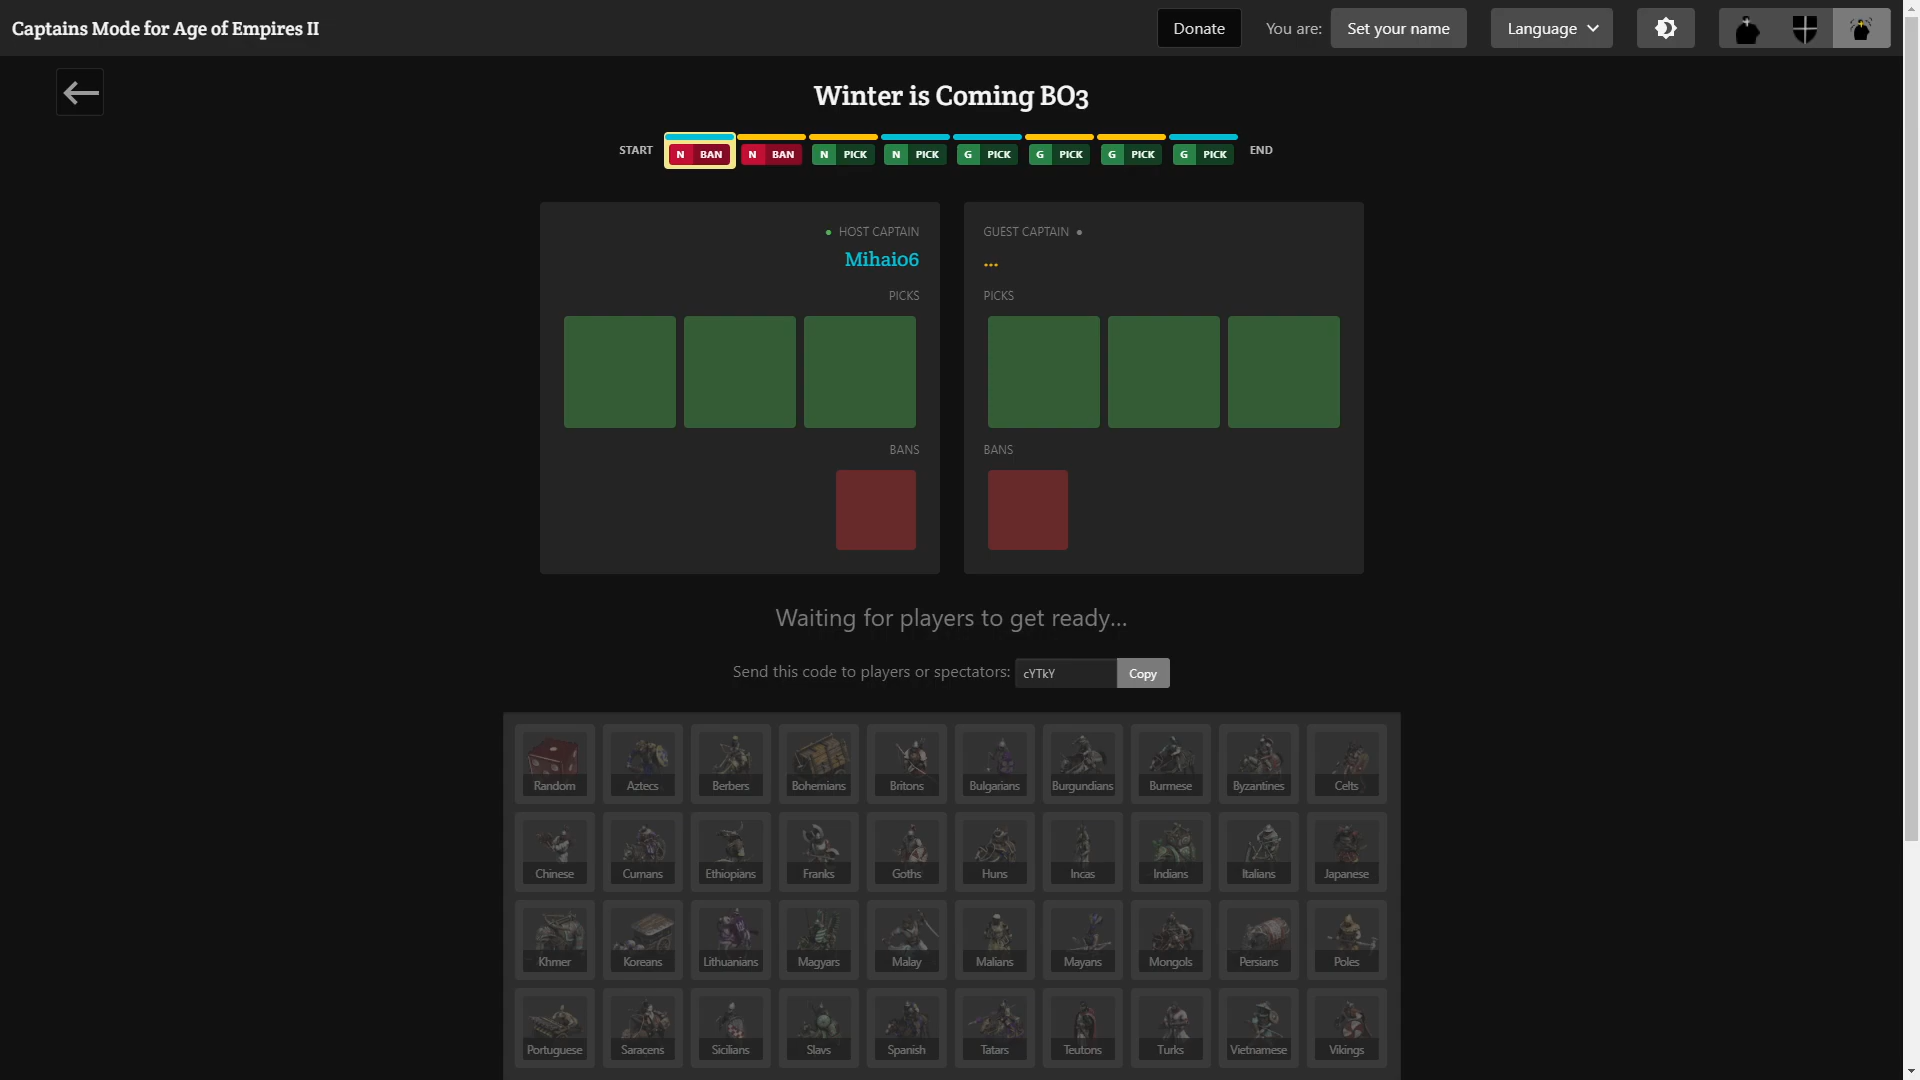 Captains Mode for Age of Empires II
Donate
You are:
Set your name
Language
Winter is Coming BO3
START
N BAN
N BAN
N PICK
N PICK
G PICK
G PICK
G PICK
G PICK
END
HOST CAPTAIN
Mihai06
PICKS
BANS
GUEST CAPTAIN
...
PICKS
BANS
Waiting for players to get ready...
Send this code to players or spectators: cYTkY Copy
Random Aztecs Berbers Bohemians Britons Bulgarians Burgundians Burmese Byzantines Celts
Chinese Cumans Ethiopians Franks Goths Huns Incas Indians Italians Japanese
Khmer Koreans Lithuanians Magyars Malay Malians Mayans Mongols Persians Poles
Portuguese Saracens Sicilians Slavs Spanish Tatars Teutons Turks Vietnamese Vikings